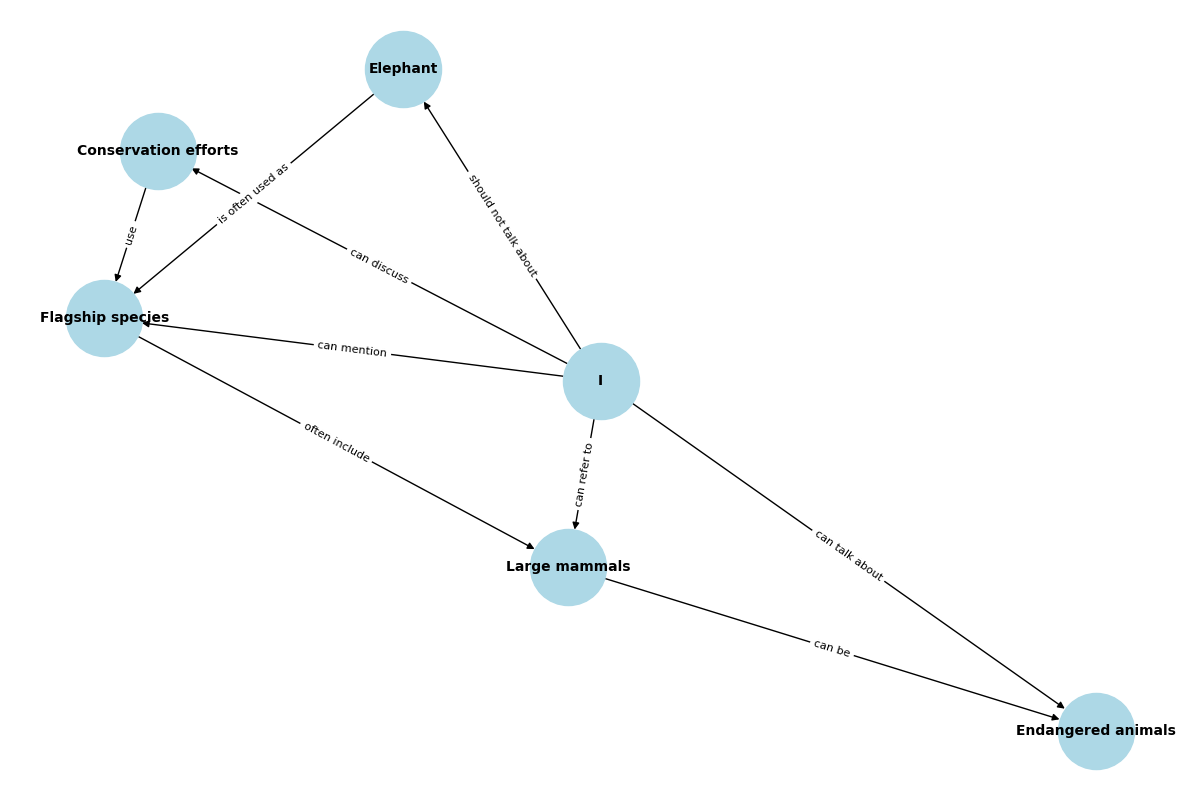 Elephant
Conservation efforts
is often used as
should not talk about
use
can discuss
Flagship species
can mention
I
often include
can refer to
can talk about
Large mammals
can be
Endangered animals